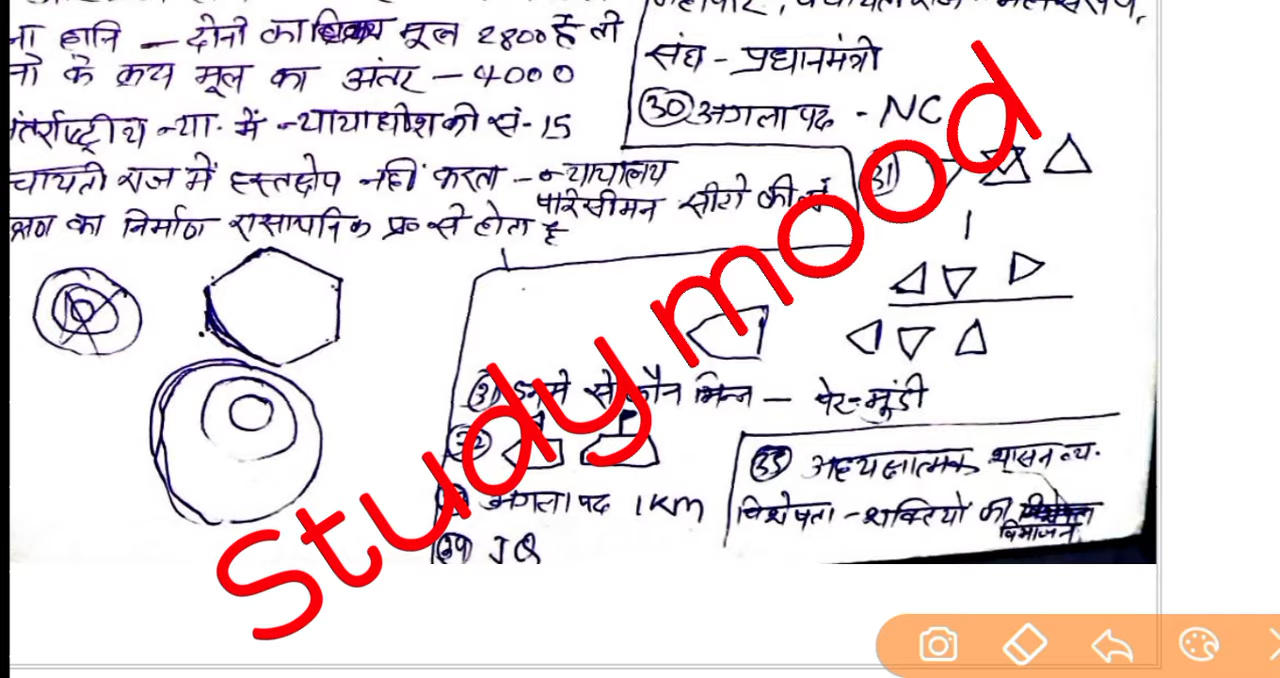 ना हानि – दोनो का विक्रय मूल 2800 है तो
नो के क्रय मूल का अंतर – 4000
ंतर्राष्ट्रीय न्या. में न्यायाधीश की सं- 15
चायती राज में हस्तक्षेप नहीं करता – न्यायालय
परिसीमन सीटो की
का निर्माण रासायनिक प्र० से होता है
संघ - प्रधानमंत्री
30 अगला पद - NC
31)
31 इनमे से कौन भिन्न – पेर-मूंडी
32
अगला पद 1KM
34 JQ
33 अध्यक्षात्मक शासन व्य.
विशेषता - शक्तियों की
विभाजन
Study mood